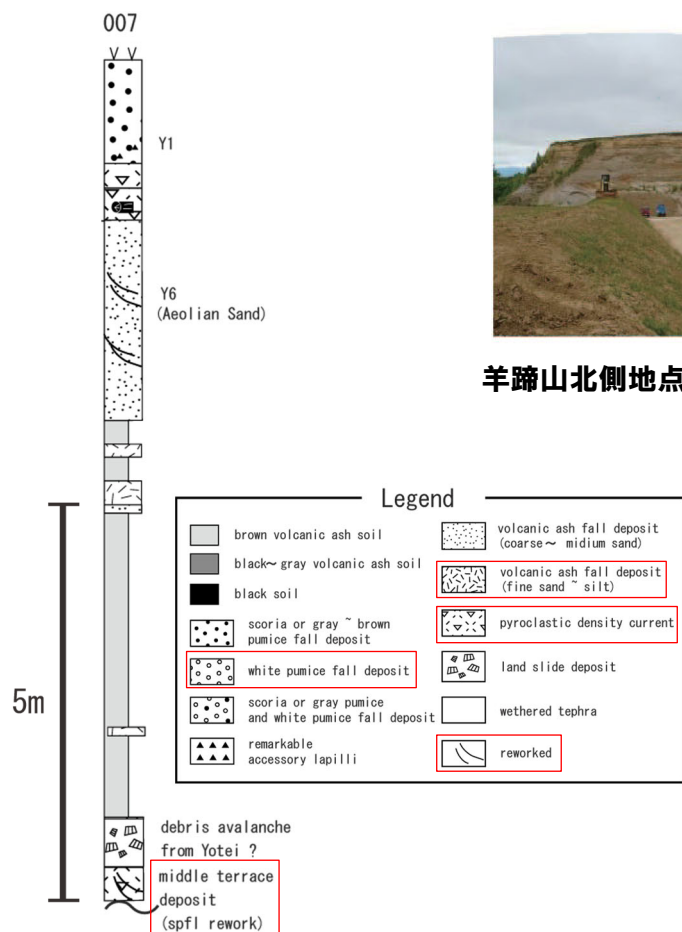 007
Y1
Y6
(Aeolian Sand)
羊蹄山北側地点
5m
debris avalanche
from Yotei ?
middle terrace
deposit
(spfl rework)
Legend
brown volcanic ash soil
black~ gray volcanic ash soil
black soil
scoria or gray ~ brown
pumice fall deposit
white pumice fall deposit
scoria or gray pumice
and white pumice fall deposit
remarkable
accessory lapilli
volcanic ash fall deposit
(coarse~ midium sand)
volcanic ash fall deposit
(fine sand ~ silt)
pyroclastic density current
land slide deposit
wethered tephra
reworked